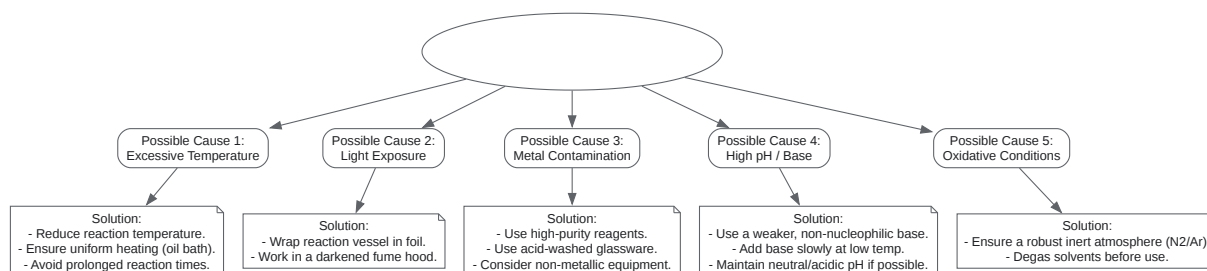 Possible Cause 1:
Excessive Temperature
Possible Cause 2:
Light Exposure
Possible Cause 3:
Metal Contamination
Possible Cause 4:
High pH / Base
Possible Cause 5:
Oxidative Conditions
Solution:
- Reduce reaction temperature.
- Ensure uniform heating (oil bath).
- Avoid prolonged reaction times.
Solution:
- Wrap reaction vessel in foil.
- Work in a darkened fume hood.
Solution:
- Use high-purity reagents.
- Use acid-washed glassware.
- Consider non-metallic equipment.
Solution:
- Use a weaker, non-nucleophilic base.
- Add base slowly at low temp.
- Maintain neutral/acidic pH if possible.
Solution:
- Ensure a robust inert atmosphere (N2/Ar)
- Degas solvents before use.